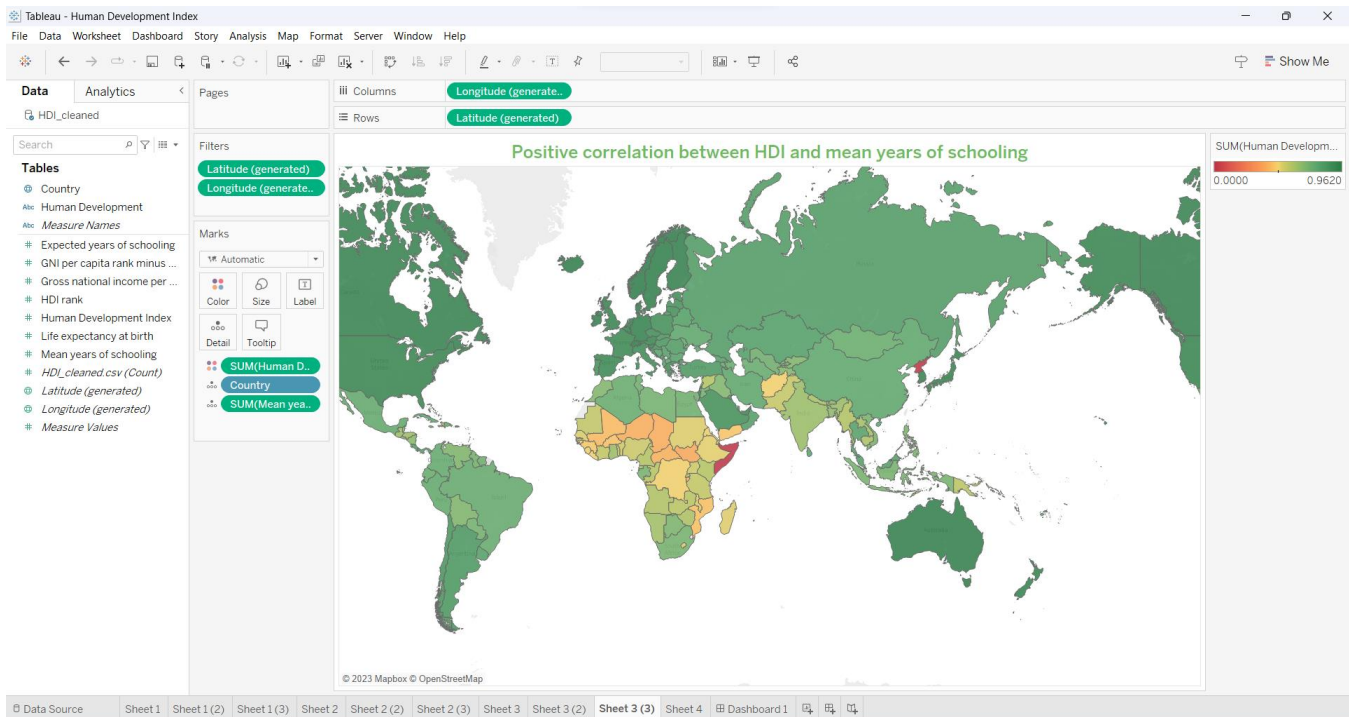 Tableau - Human Development Index
File Data Worksheet Dashboard Story Analysis Map Format Server Window Help
Show Me
Data Analytics
HDI_cleaned
Search
Tables
Country
Abc Human Development
Abc Measure Names
# Expected years of schooling
# GNI per capita rank minus ...
# Gross national income per ...
# HDI rank
# Human Development Index
# Life expectancy at birth
# Mean years of schooling
# HDI_cleaned.csv (Count)
Latitude (generated)
Longitude (generated)
# Measure Values
Pages
Filters
Latitude (generated)
Longitude (generate..
Marks
Automatic
Color Size Label
Detail Tooltip
SUM(Human D..
Country
SUM(Mean yea..
Columns Longitude (generate..
Rows Latitude (generated)
Positive correlation between HDI and mean years of schooling
© 2023 Mapbox © OpenStreetMap
SUM(Human Developm...
0.0000 0.9620
Data Source Sheet 1 Sheet 1 (2) Sheet 1 (3) Sheet 2 Sheet 2 (2) Sheet 2 (3) Sheet 3 Sheet 3 (2) Sheet 3 (3) Sheet 4 Dashboard 1